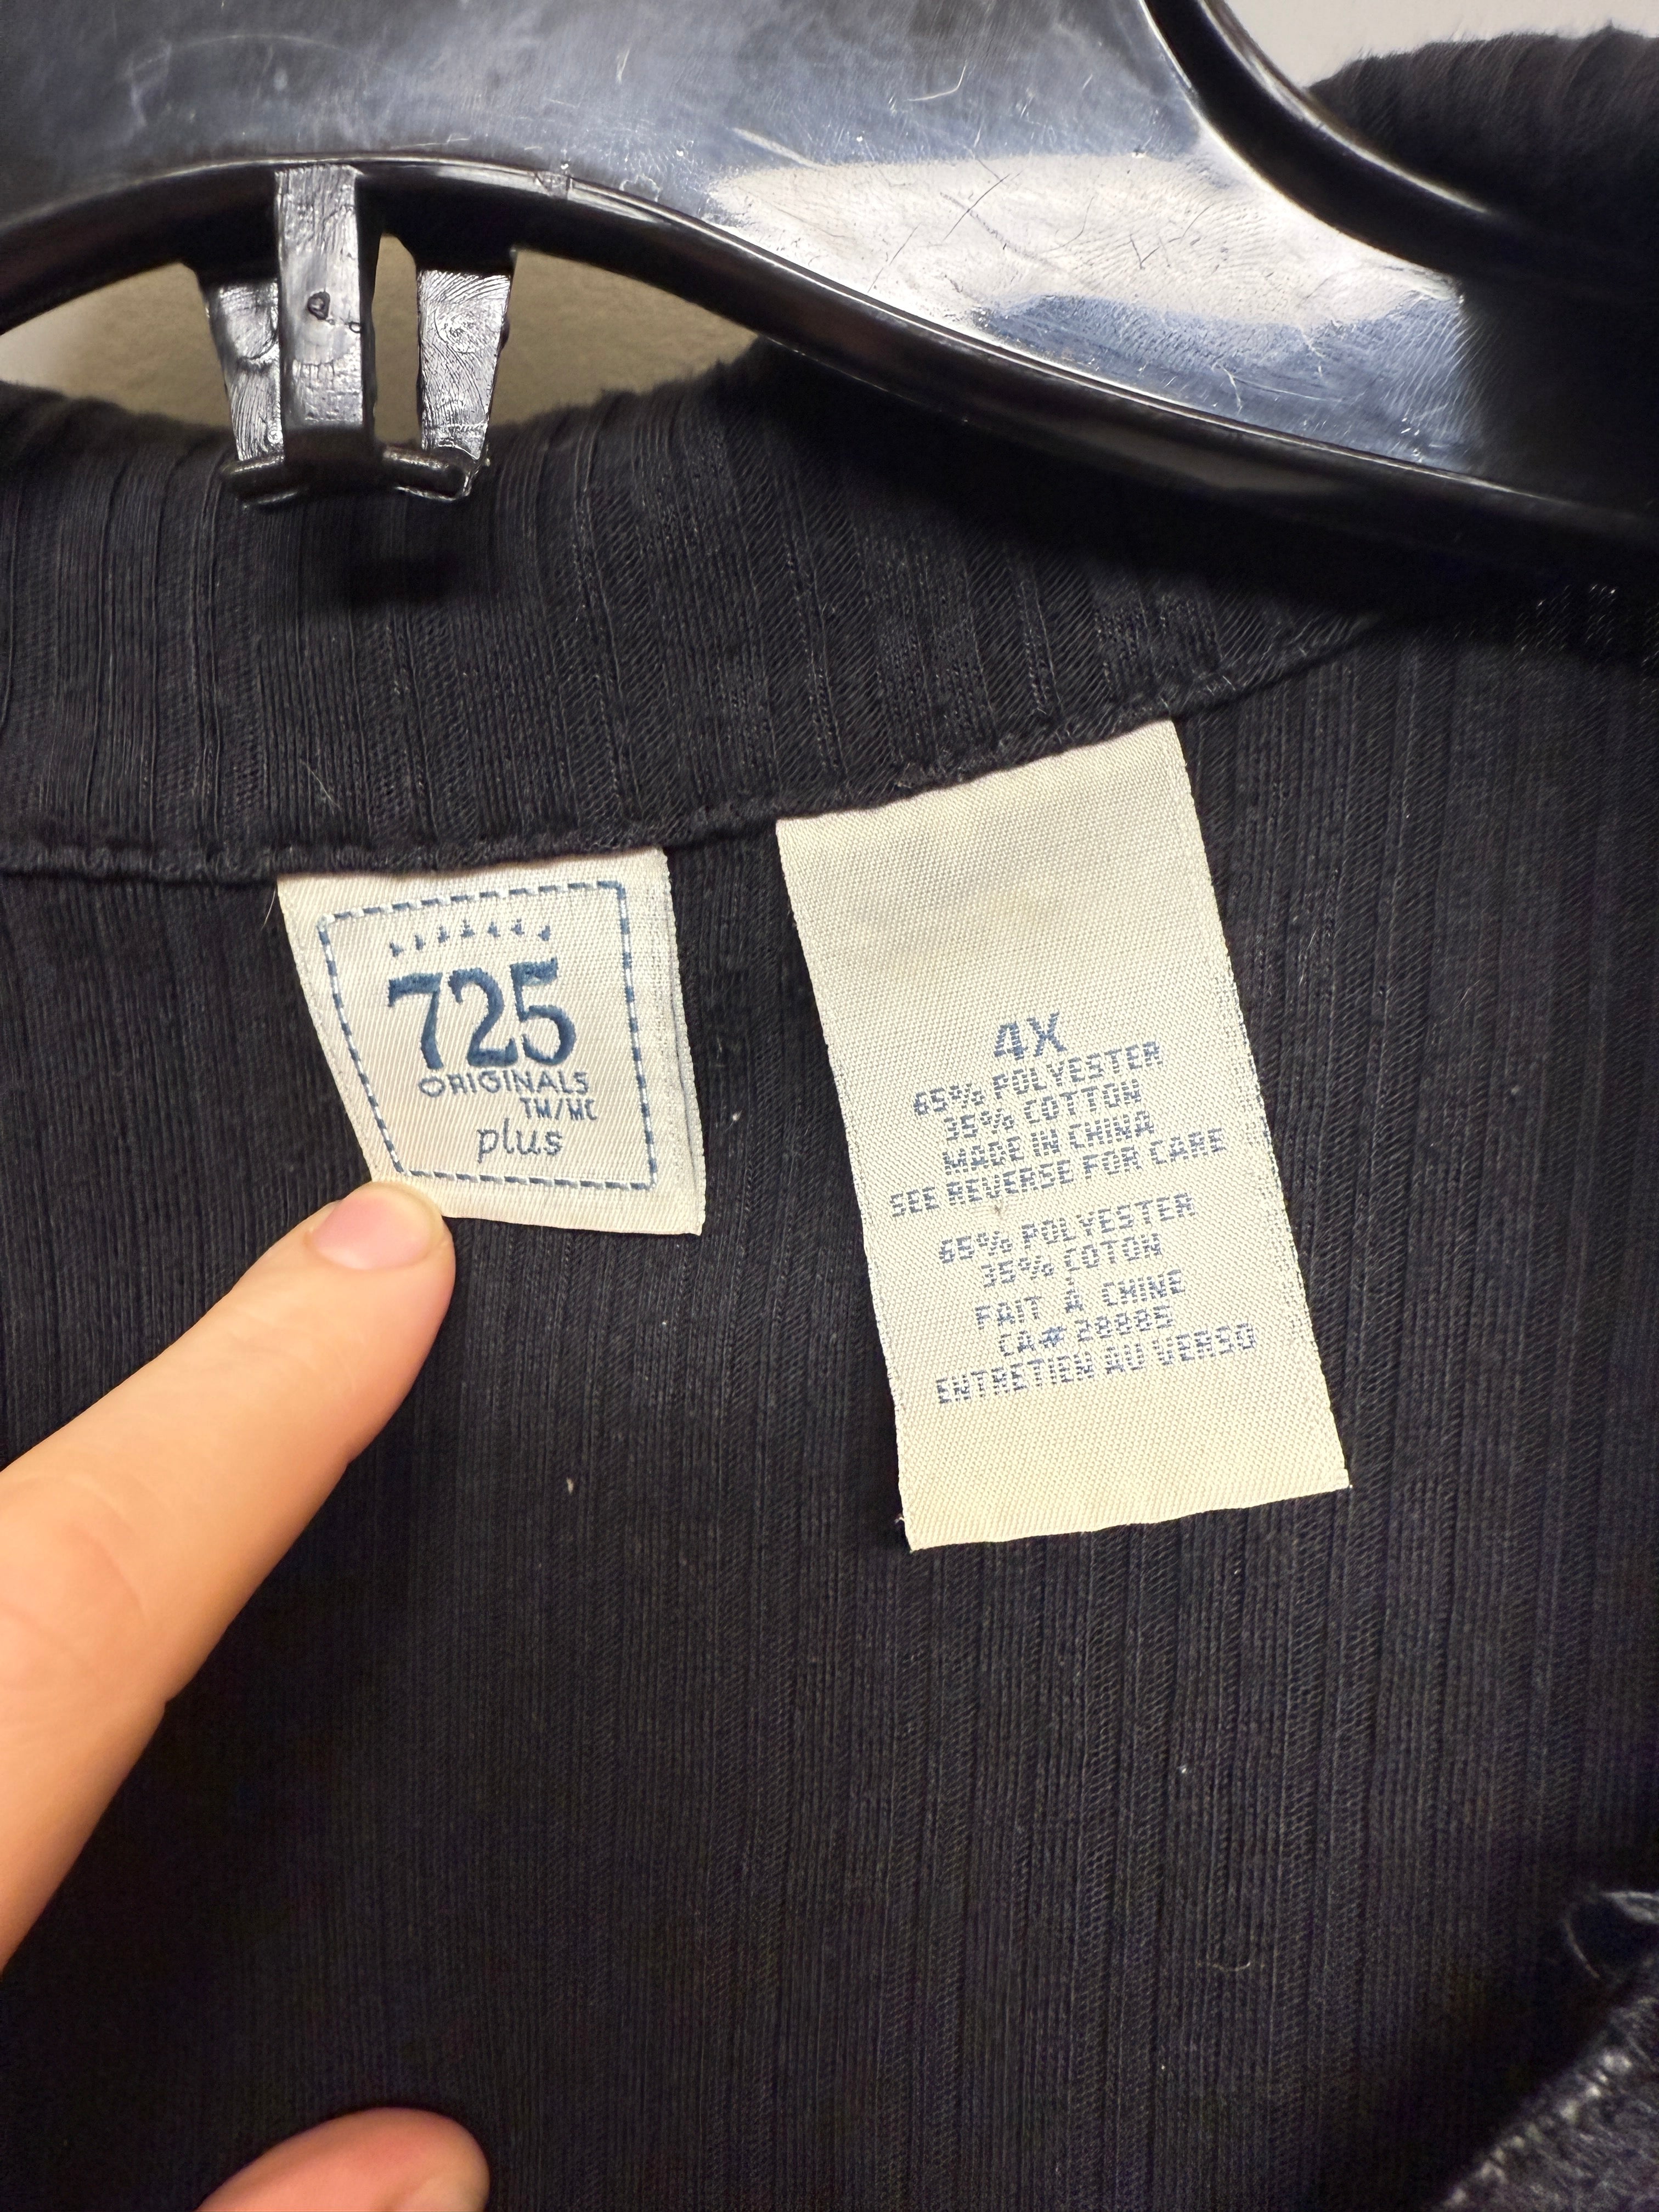 725
ORIGINALS
TM/MC
plus
4X
65% POLYESTER
35% COTTON
MADE IN CHINA
SEE REVERSE FOR CARE
65% POLYESTER
35% COTON
FAIT À CHINE
CA# 28885
ENTRETIEN AU VERSO